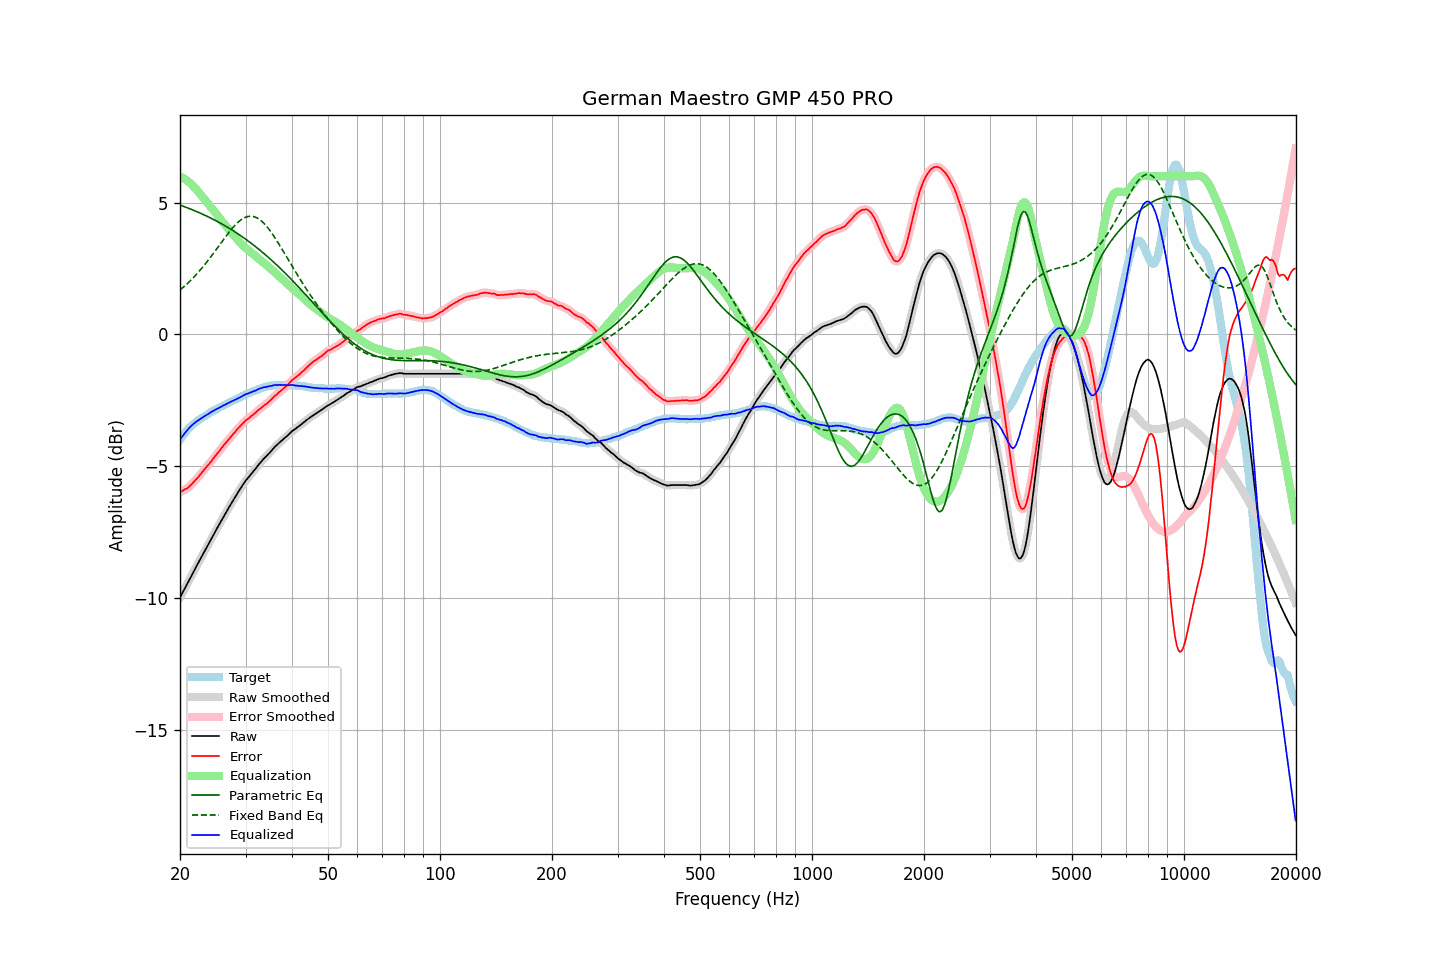 German Maestro GMP 450 PRO
Amplitude (dBr)
5
0
−5
−10
−15
Target
Raw Smoothed
Error Smoothed
Raw
Error
Equalization
Parametric Eq
Fixed Band Eq
Equalized
20
50
100
200
500
1000
2000
5000
10000
20000
Frequency (Hz)